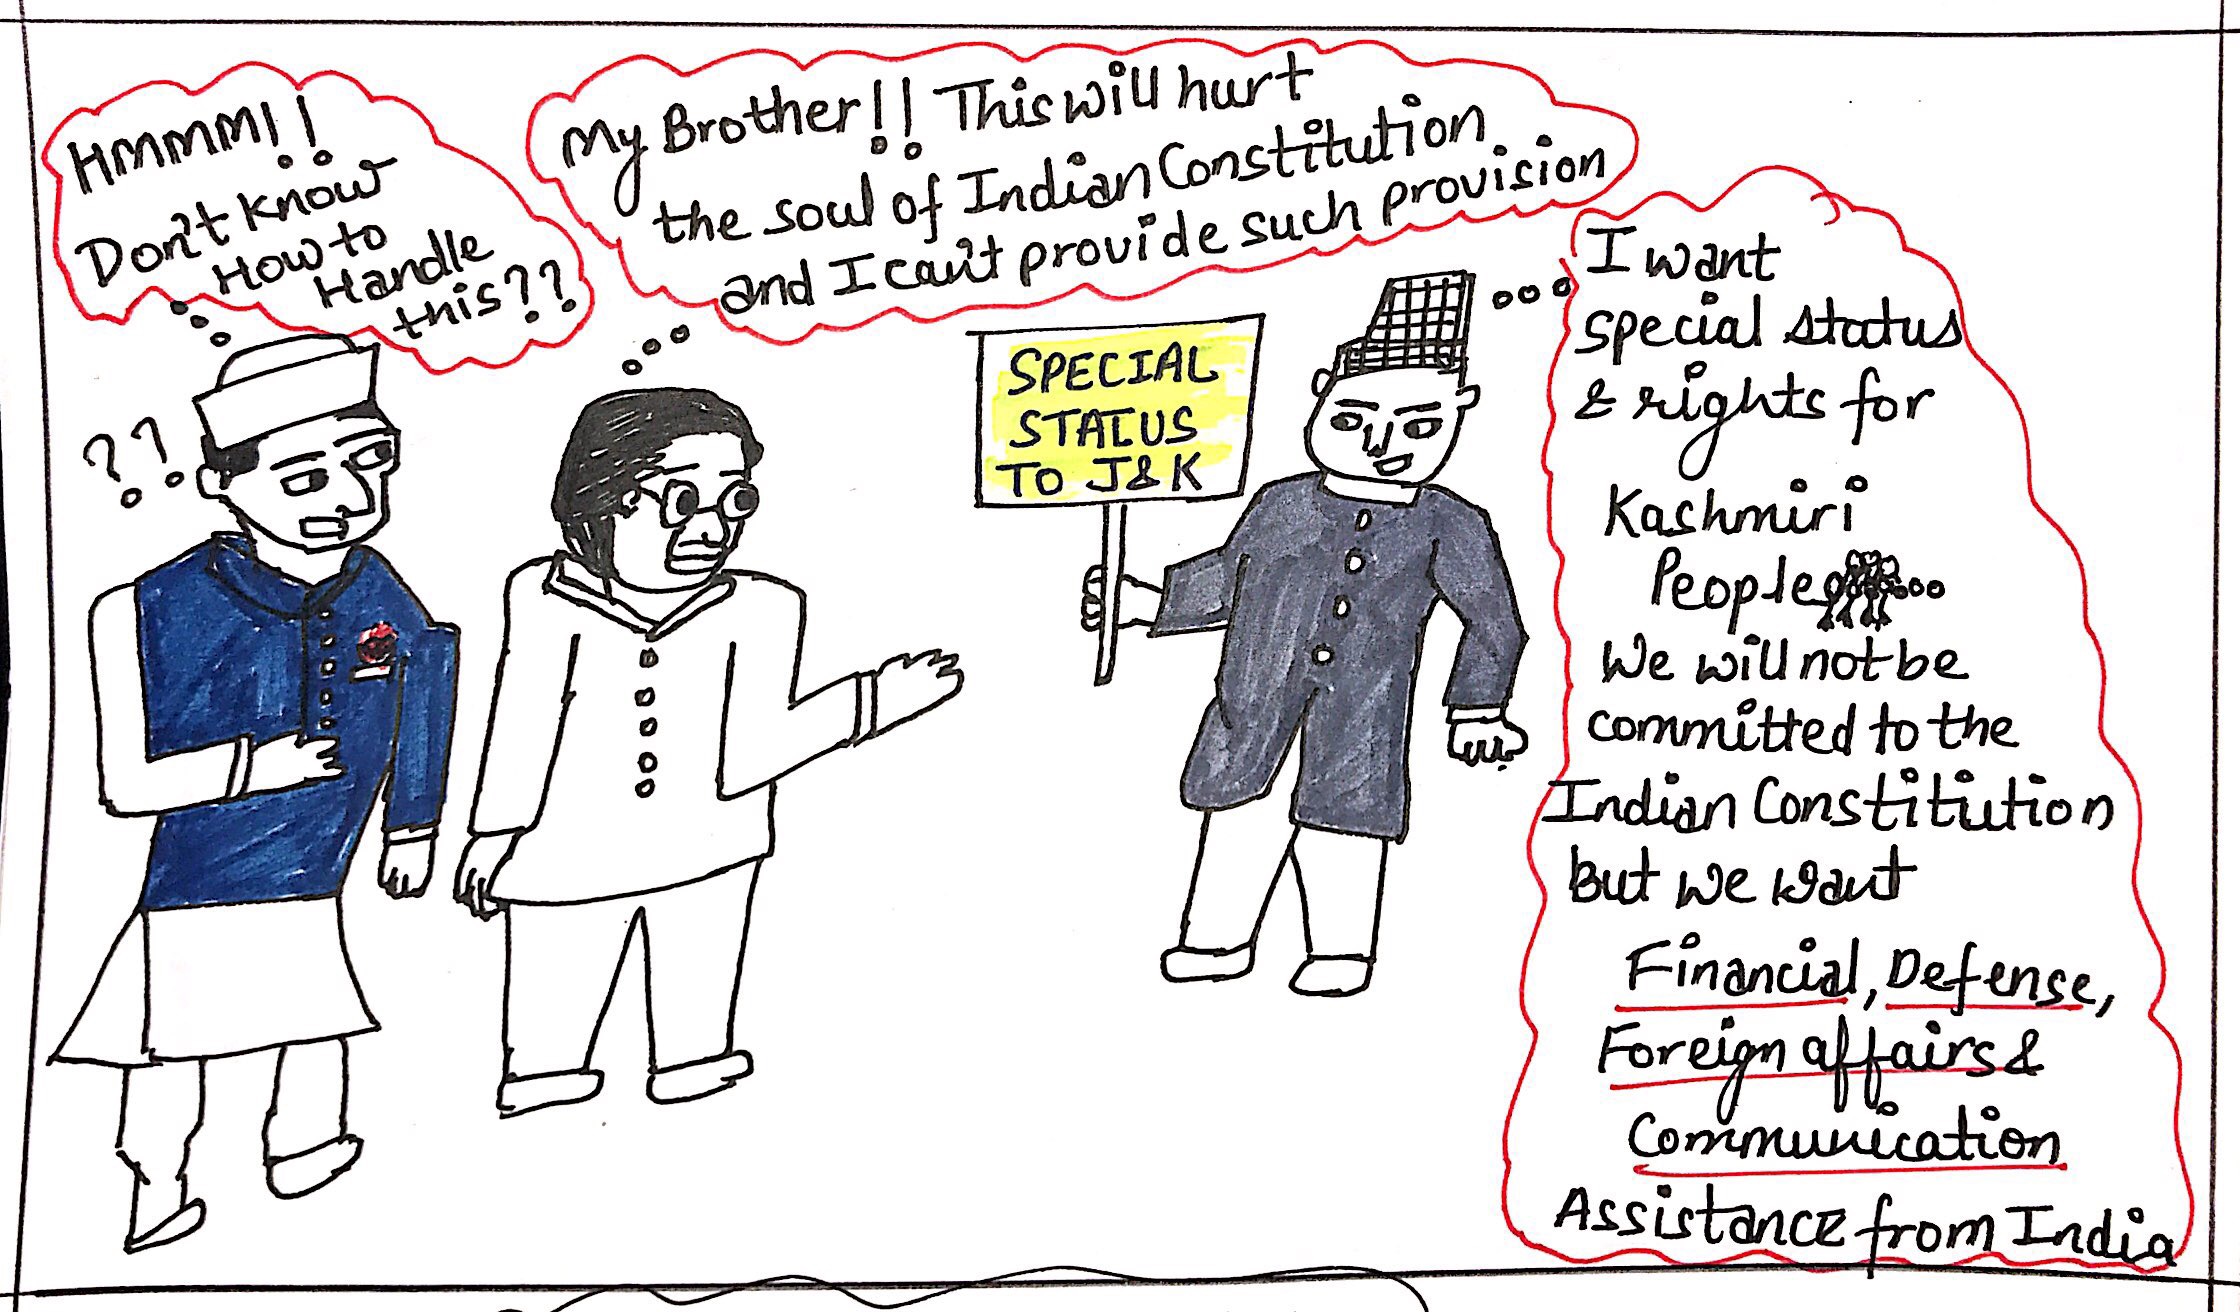 HMMMM!!
Don't Know
How to
Handle
this??
??
My Brother!! This will hurt
the soul of Indian Constitution
and I can't provide such provision
SPECIAL
STATUS
TO J&K
I want
special status
& rights for
Kashmiri
People...
We will not be
committed to the
Indian Constitution
But we want
Financial, Defense,
Foreign affairs &
Communication
Assistance from India